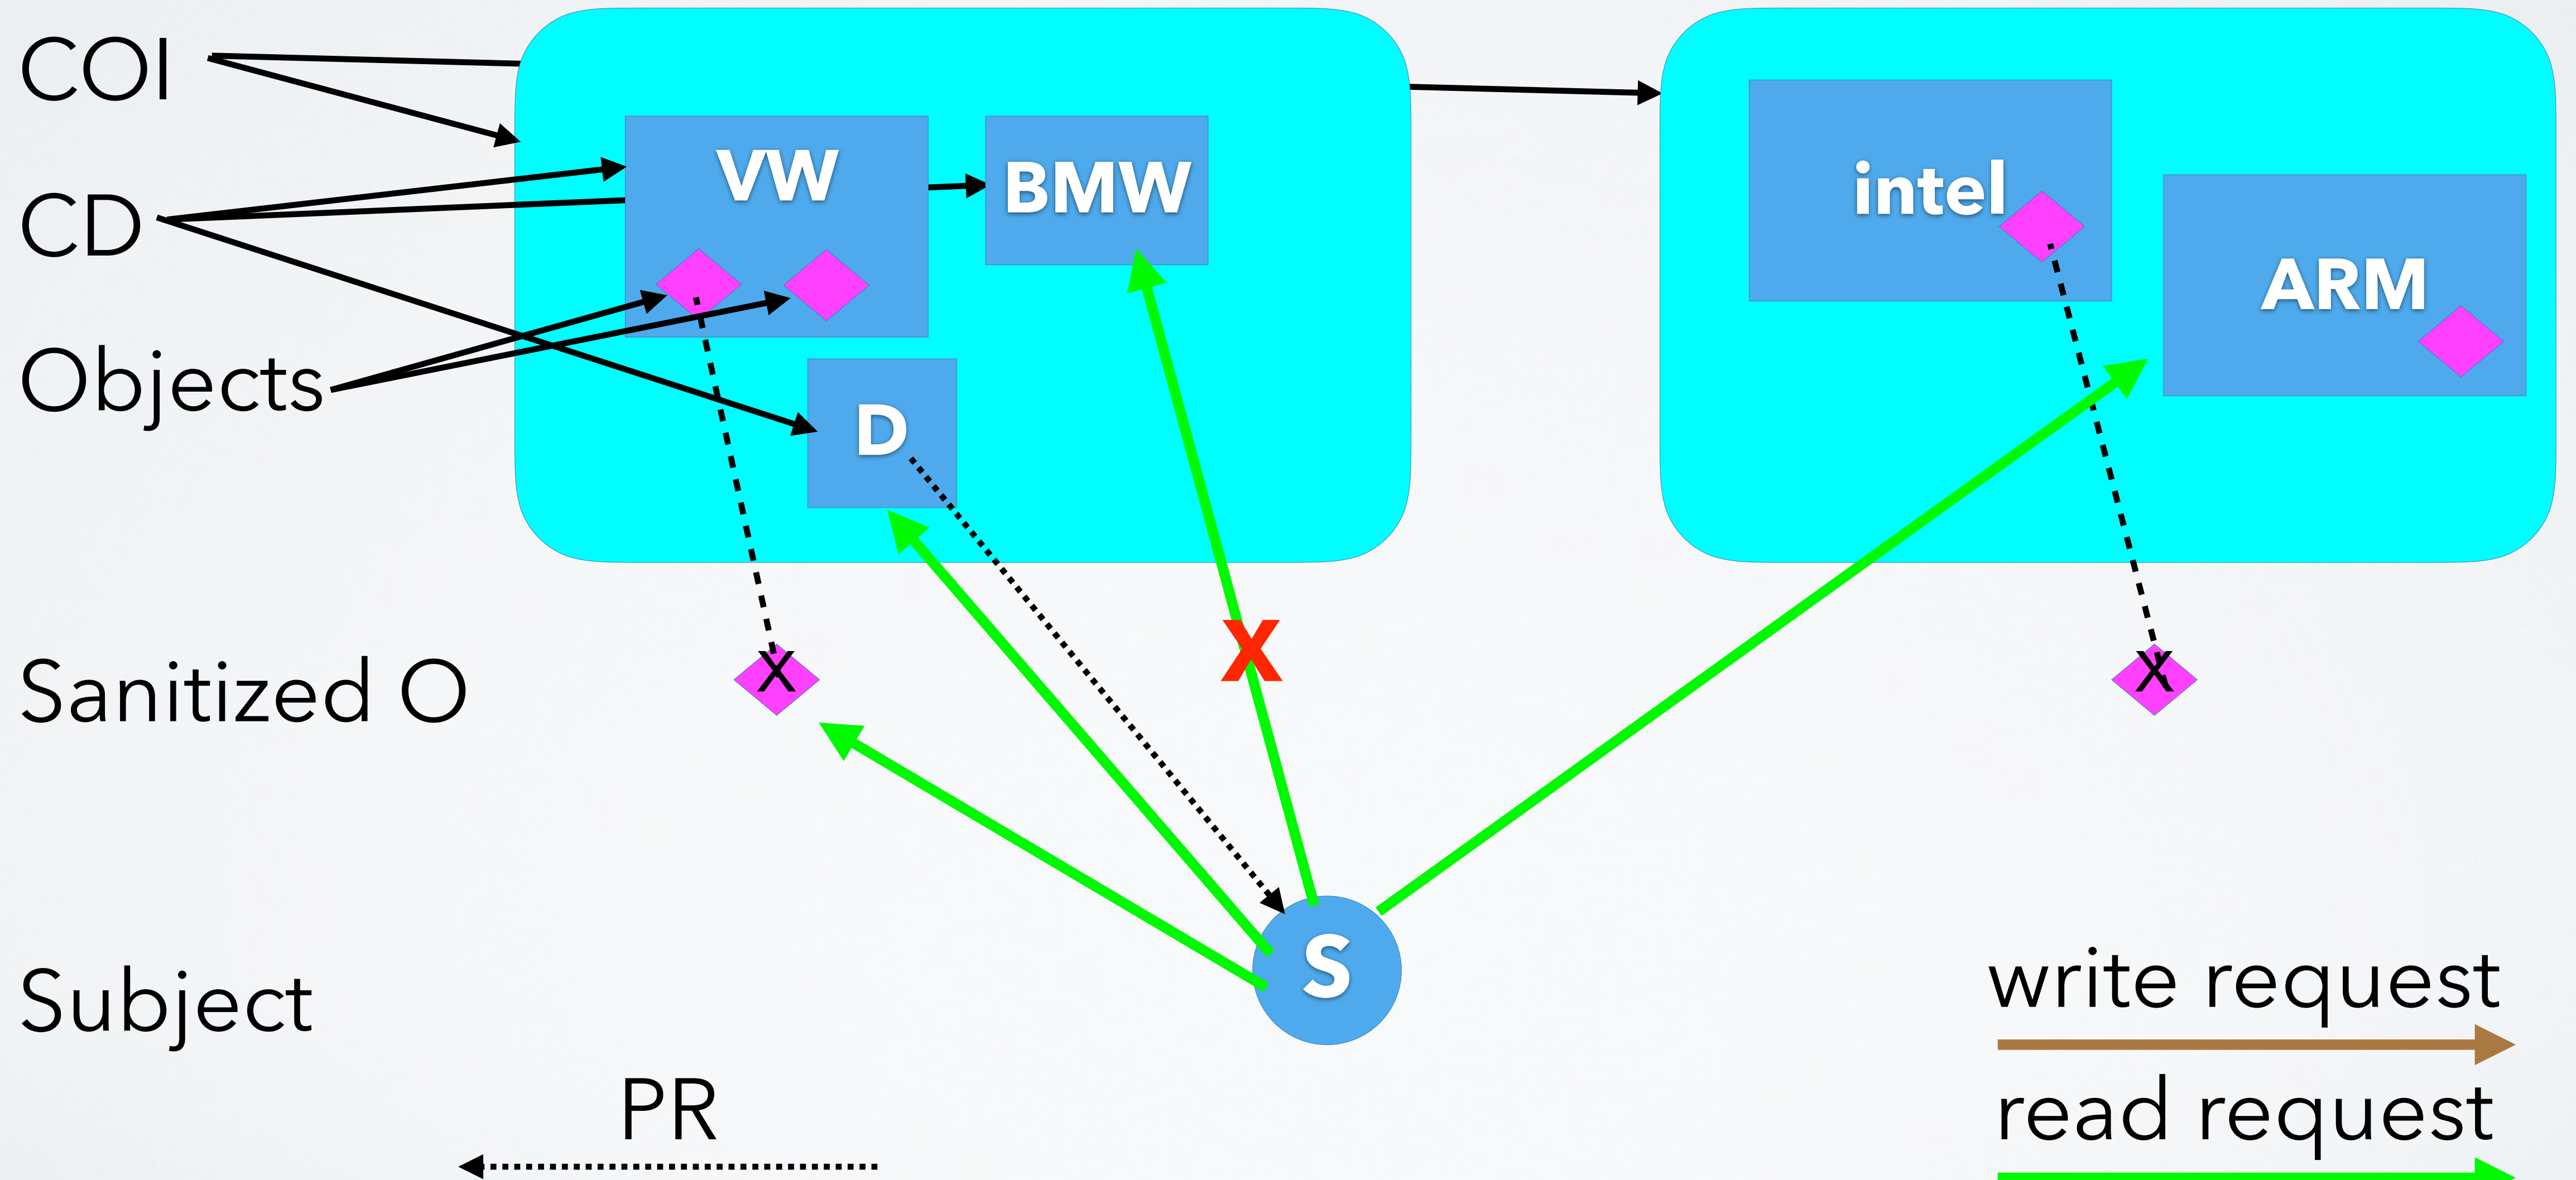 COI
VW
BMW
intel
CD
ARM
Objects
D
X
Sanitized O
X
X
S
Subject
write request
PR
read request